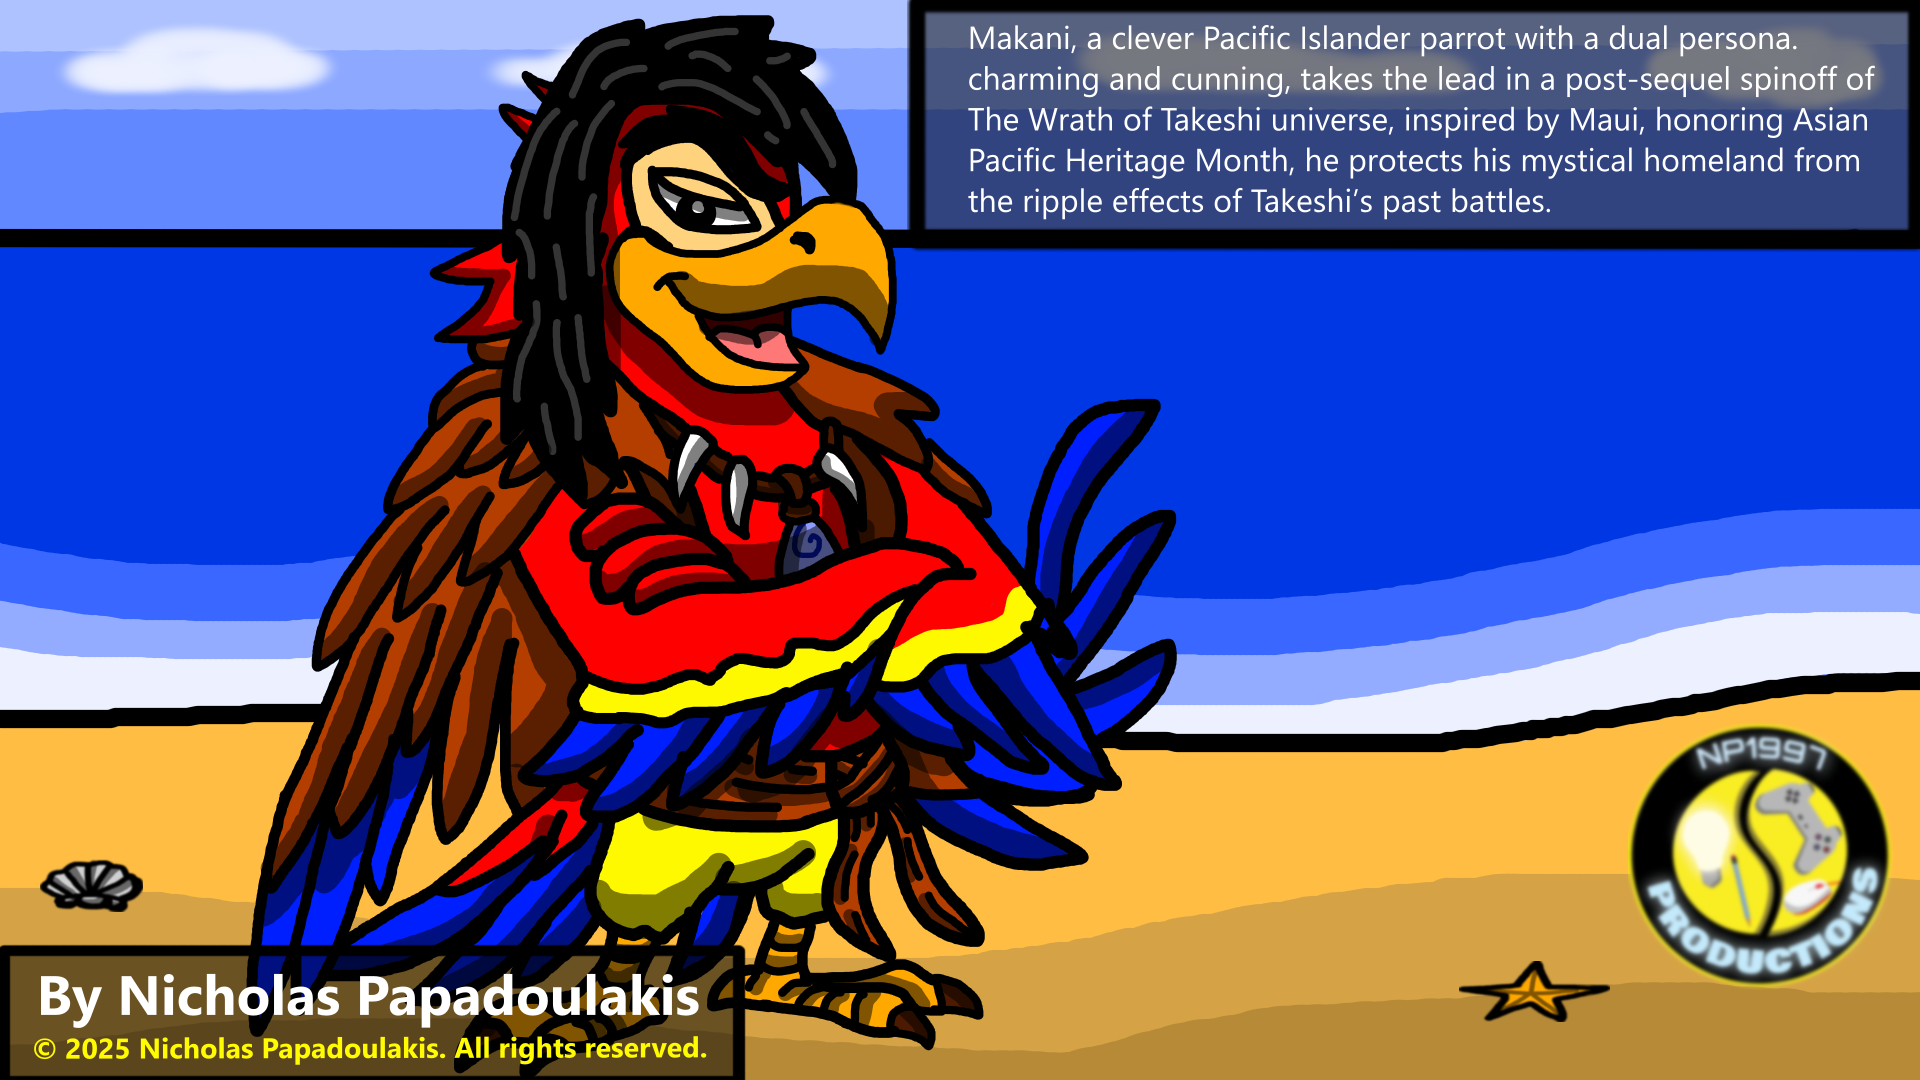 Makani, a clever Pacific Islander parrot with a dual persona.
charming and cunning, takes the lead in a post-sequel spinoff of
The Wrath of Takeshi universe, inspired by Maui, honoring Asian
Pacific Heritage Month, he protects his mystical homeland from
the ripple effects of Takeshi’s past battles.
NP1997
PRODUCTIONS
By Nicholas Papadoulakis
© 2025 Nicholas Papadoulakis. All rights reserved.